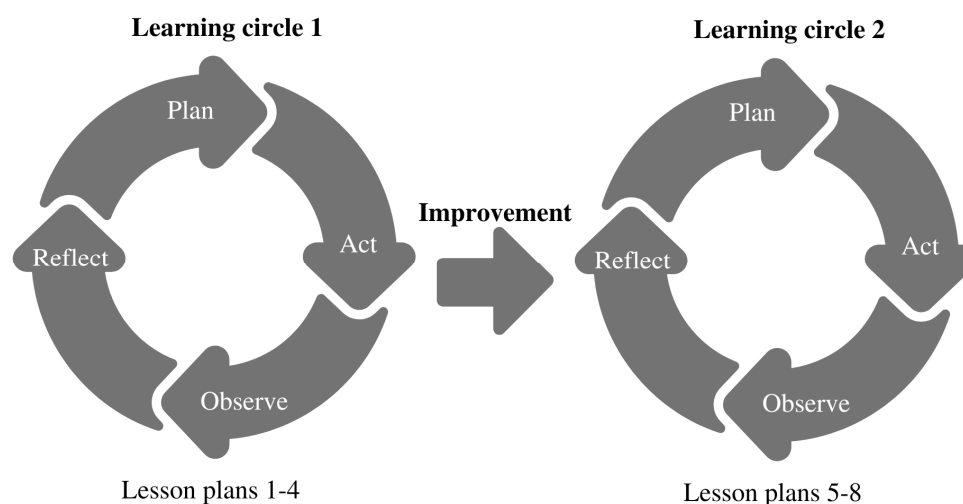 Learning circle 1
Plan
Act
Observe
Reflect
Lesson plans 1-4
Improvement
Learning circle 2
Plan
Act
Observe
Reflect
Lesson plans 5-8